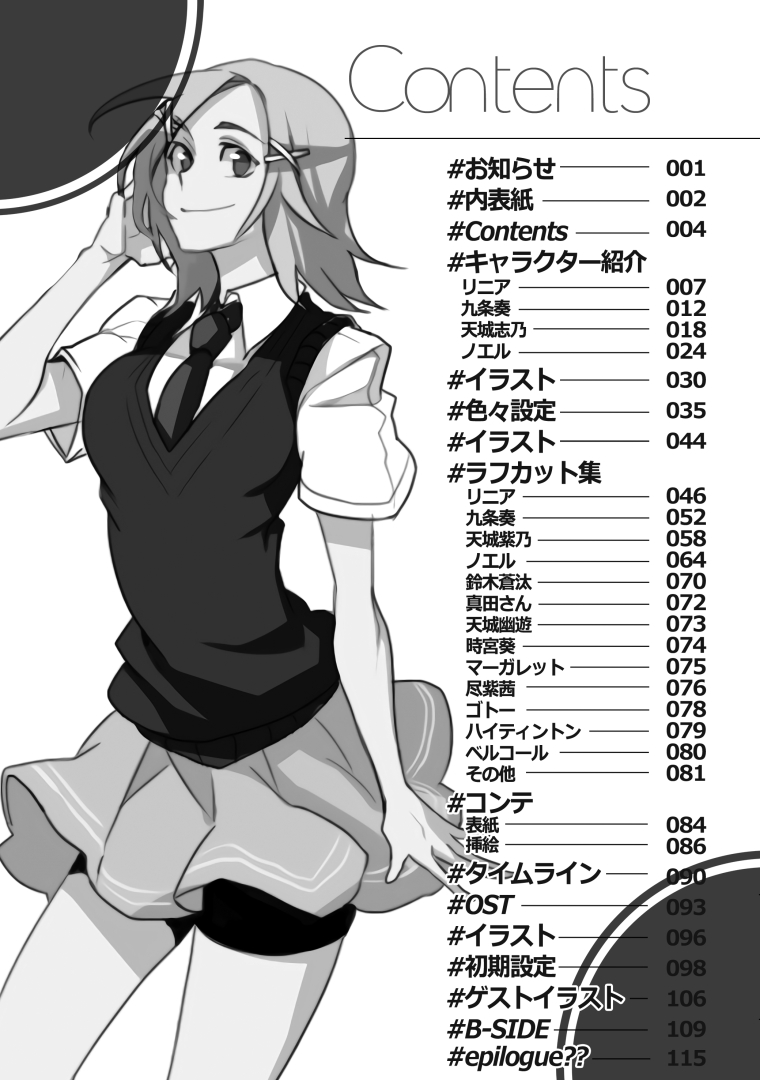 Contents
#お知らせ 001
#内表紙 002
#Contents 004
#キャラクター紹介
リニア 007
九条奏 012
天城志乃 018
ノエル 024
#イラスト 030
#色々設定 035
#イラスト 044
#ラフカット集
リニア 046
九条奏 052
天城紫乃 058
ノエル 064
鈴木蒼汰 070
真田さん 072
天城幽遊 073
時宮葵 074
マーガレット 075
尽紫茜 076
ゴトー 078
ハイティントン 079
ベルコール 080
その他 081
#コンテ
表紙 084
挿絵 086
#タイムライン 090
#OST 093
#イラスト 096
#初期設定 098
#ゲストイラスト 106
#B-SIDE 109
#epilogue?? 115